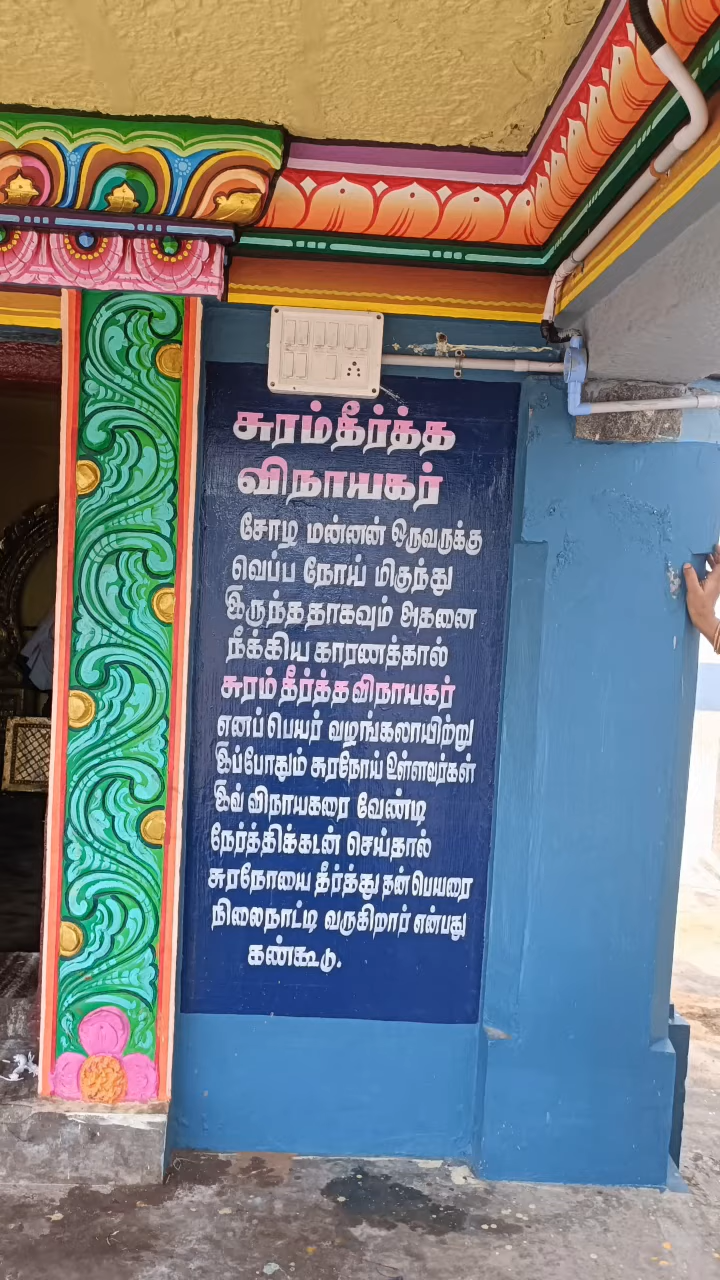 சுரம்தீர்த்த
விநாயகர்
சோழ மன்னன் ஒருவருக்கு
வெப்ப நோய் மிகுந்து
இருந்ததாகவும் அதனை
நீக்கிய காரணத்தால்
சுரம் தீர்த்தவிநாயகர்
எனப் பெயர் வழங்கலாயிற்று
இப்போதும் சுரநோய் உள்ளவர்கள்
இவ் விநாயகரை வேண்டி
நேர்த்திக்கடன் செய்தால்
சுரநோயை தீர்த்து தன் பெயரை
நிலைநாட்டி வருகிறார் என்பது
கண்கூடு.